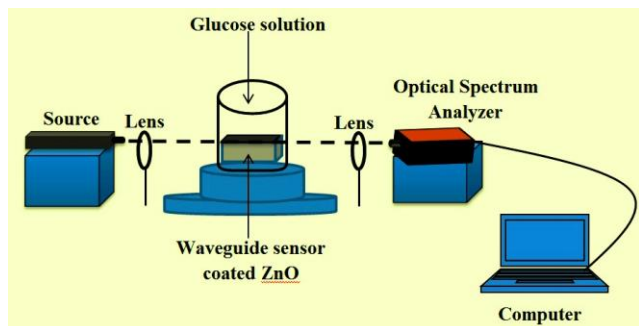 Glucose solution
Optical Spectrum
Analyzer
Source
Lens
Lens
Waveguide sensor
coated ZnO
Computer